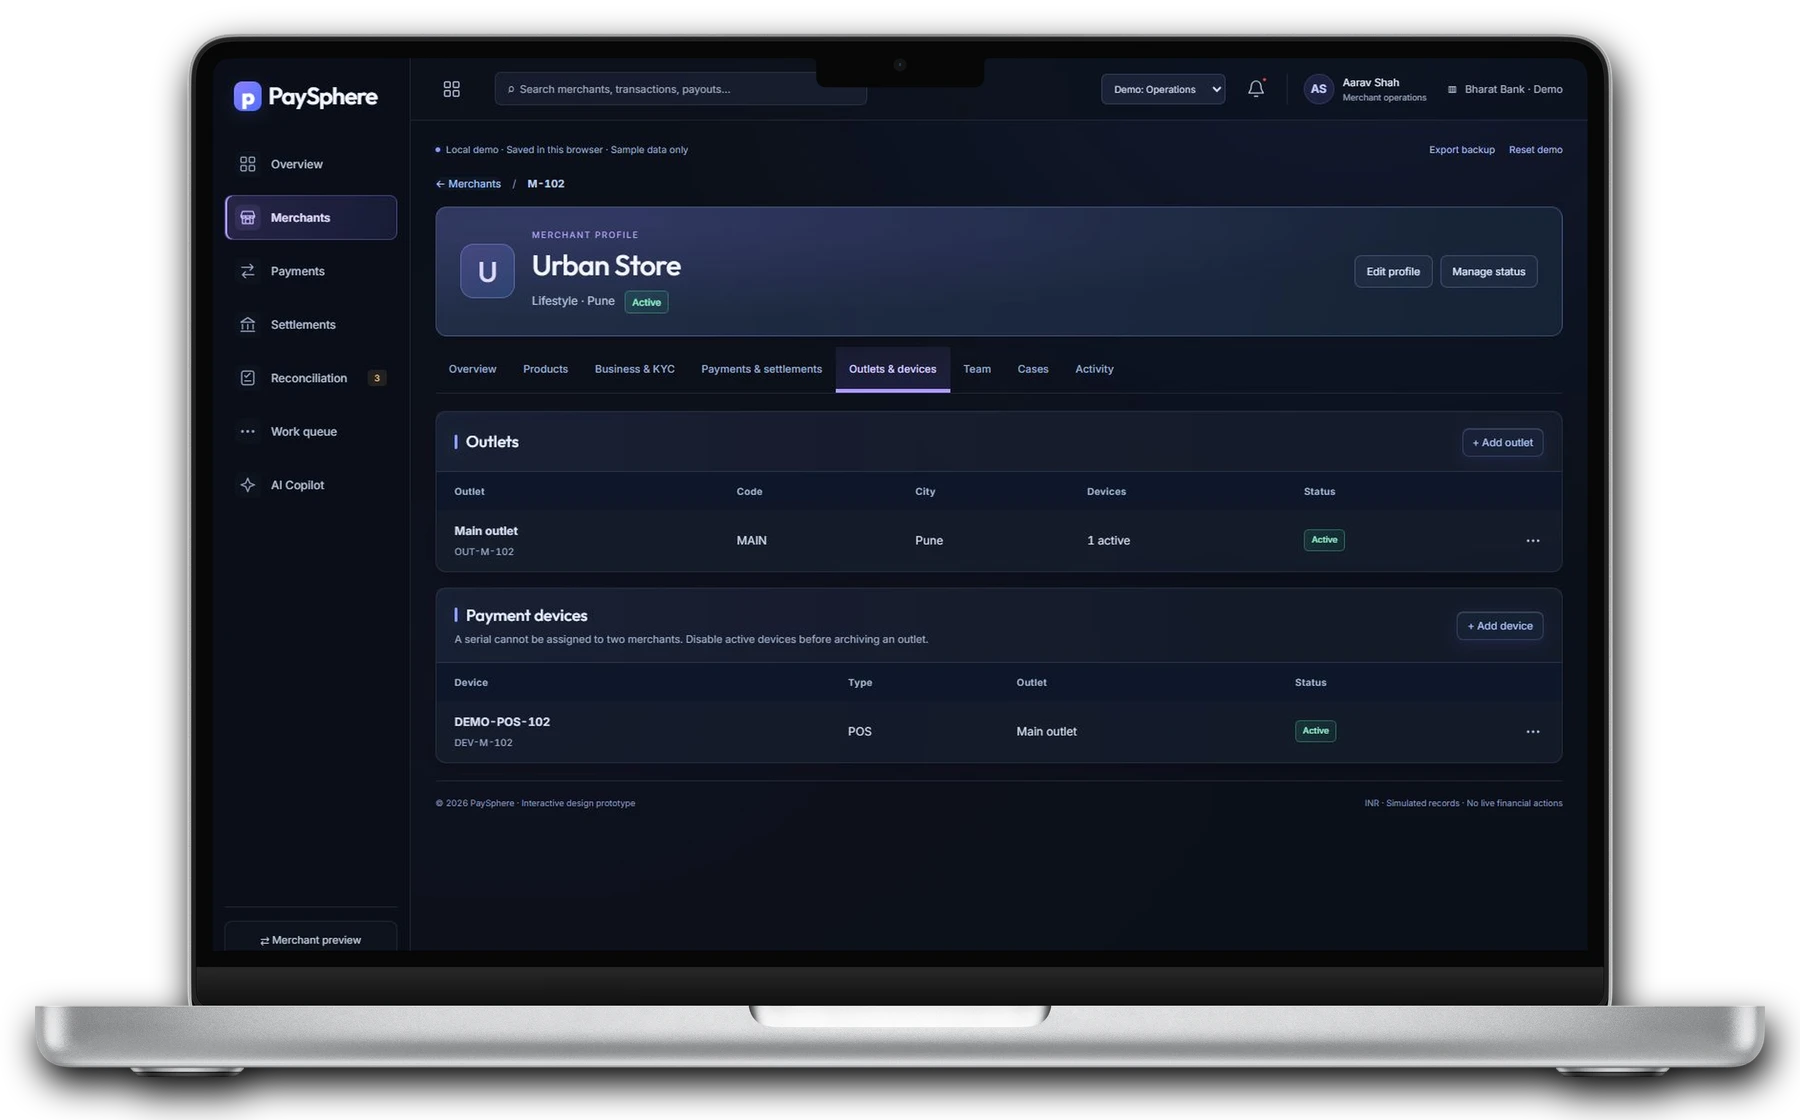 p PaySphere
Search merchants, transactions, payouts...
Demo: Operations
AS
Aarav Shah
Merchant operations
Bharat Bank · Demo
Overview
Merchants
Payments
Settlements
Reconciliation 3
Work queue
AI Copilot
⇄ Merchant preview
Local demo · Saved in this browser · Sample data only
Export backup Reset demo
← Merchants / M-102
U
MERCHANT PROFILE
Urban Store
Lifestyle · Pune Active
Edit profile Manage status
Overview Products Business & KYC Payments & settlements Outlets & devices Team Cases Activity
Outlets
+ Add outlet
Outlet Code City Devices Status
Main outlet
OUT-M-102
MAIN Pune 1 active Active ···
Payment devices
A serial cannot be assigned to two merchants. Disable active devices before archiving an outlet.
+ Add device
Device Type Outlet Status
DEMO-POS-102
DEV-M-102
POS Main outlet Active ···
© 2026 PaySphere · Interactive design prototype
INR · Simulated records · No live financial actions